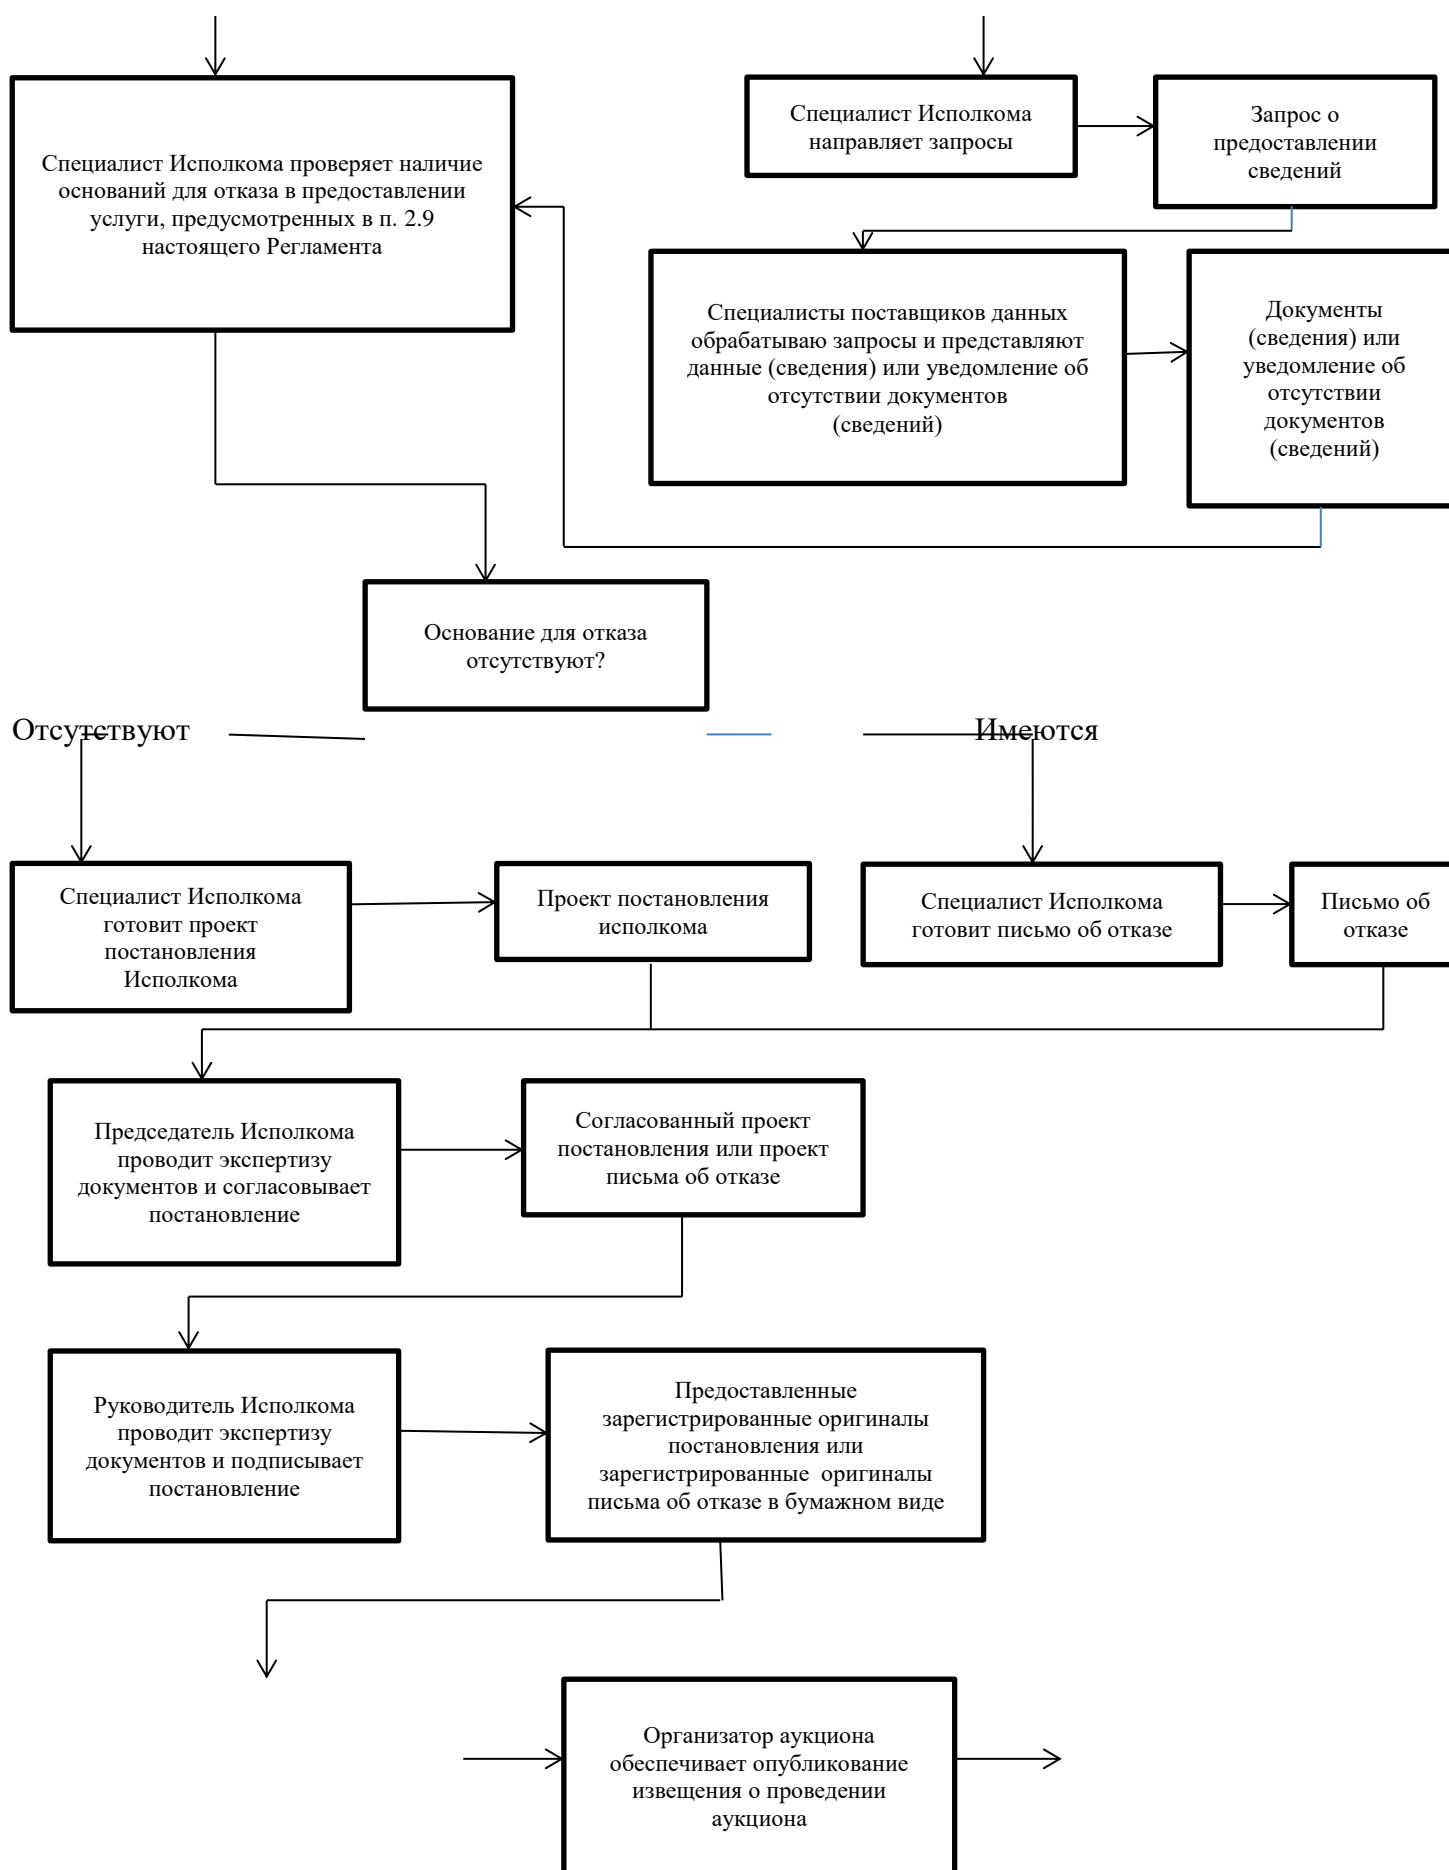 Специалист Исполкома проверяет наличие
оснований для отказа в предоставлении
услуги, предусмотренных в п. 2.9
настоящего Регламента
Специалист Исполкома
направляет запросы
Запрос о
предоставлении
сведений
Специалисты поставщиков данных
обрабатываю запросы и представляют
данные (сведения) или уведомление об
отсутствии документов
(сведений)
Документы
(сведения) или
уведомление об
отсутствии
документов
(сведений)
Основание для отказа
отсутствуют?
Отсутствуют
Имеются
Специалист Исполкома
готовит проект
постановления
Исполкома
Проект постановления
исполкома
Специалист Исполкома
готовит письмо об отказе
Письмо об
отказе
Председатель Исполкома
проводит экспертизу
документов и согласовывает
постановление
Согласованный проект
постановления или проект
письма об отказе
Руководитель Исполкома
проводит экспертизу
документов и подписывает
постановление
Предоставленные
зарегистрированные оригиналы
постановления или
зарегистрированные оригиналы
письма об отказе в бумажном виде
Организатор аукциона
обеспечивает опубликование
извещения о проведении
аукциона